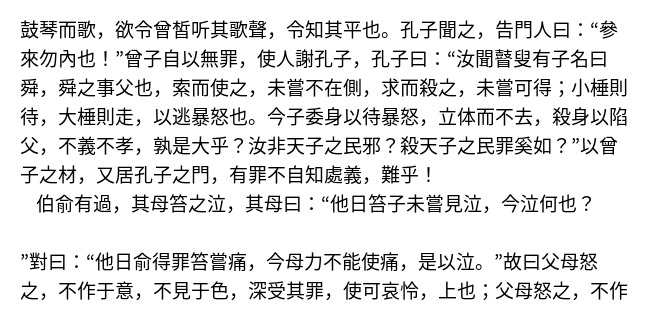 鼓琴而歌，欲令曾皙听其歌聲，令知其平也。孔子聞之，告門人曰：“參
來勿內也！”曾子自以無罪，使人謝孔子，孔子曰：“汝聞瞽叟有子名曰
舜，舜之事父也，索而使之，未嘗不在側，求而殺之，未嘗可得；小棰則
待，大棰則走，以逃暴怒也。今子委身以待暴怒，立体而不去，殺身以陷
父，不義不孝，孰是大乎？汝非天子之民邪？殺天子之民罪奚如？”以曾
子之材，又居孔子之門，有罪不自知處義，難乎！
伯俞有過，其母笞之泣，其母曰：“他日笞子未嘗見泣，今泣何也？
”對曰：“他日俞得罪笞嘗痛，今母力不能使痛，是以泣。”故曰父母怒
之，不作于意，不見于色，深受其罪，使可哀怜，上也；父母怒之，不作